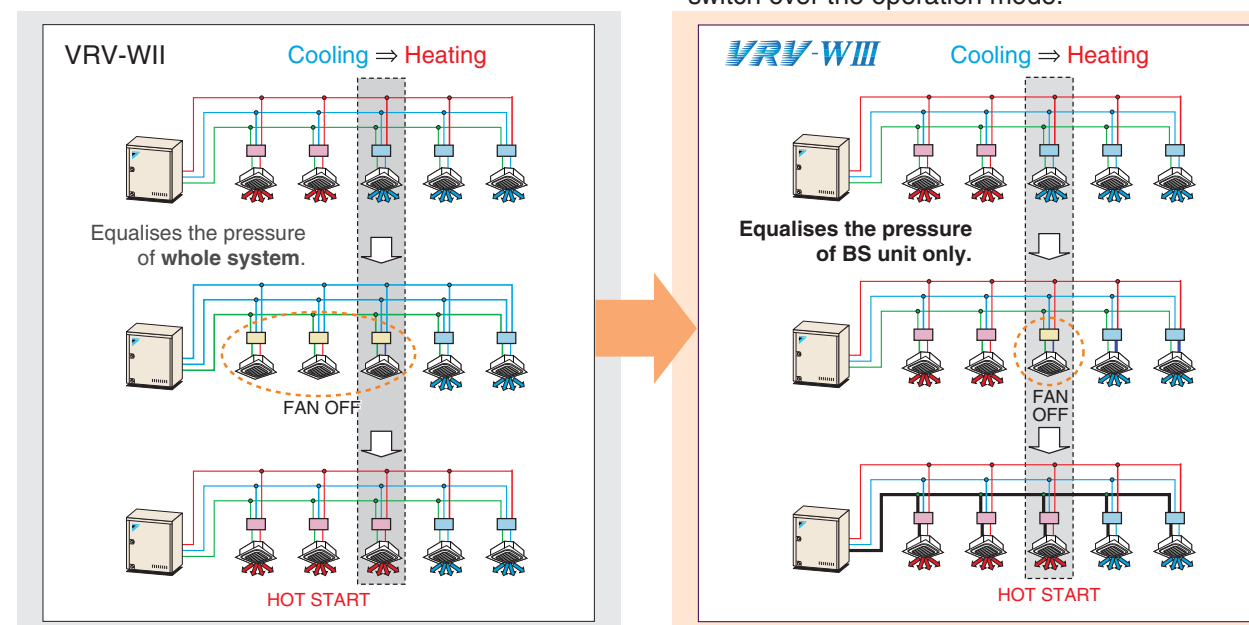 switch over the operation mode.
VRV-WII
Cooling ⇒ Heating
Equalises the pressure
of whole system.
FAN OFF
HOT START
VRV-WIII
Cooling ⇒ Heating
Equalises the pressure
of BS unit only.
FAN
OFF
HOT START